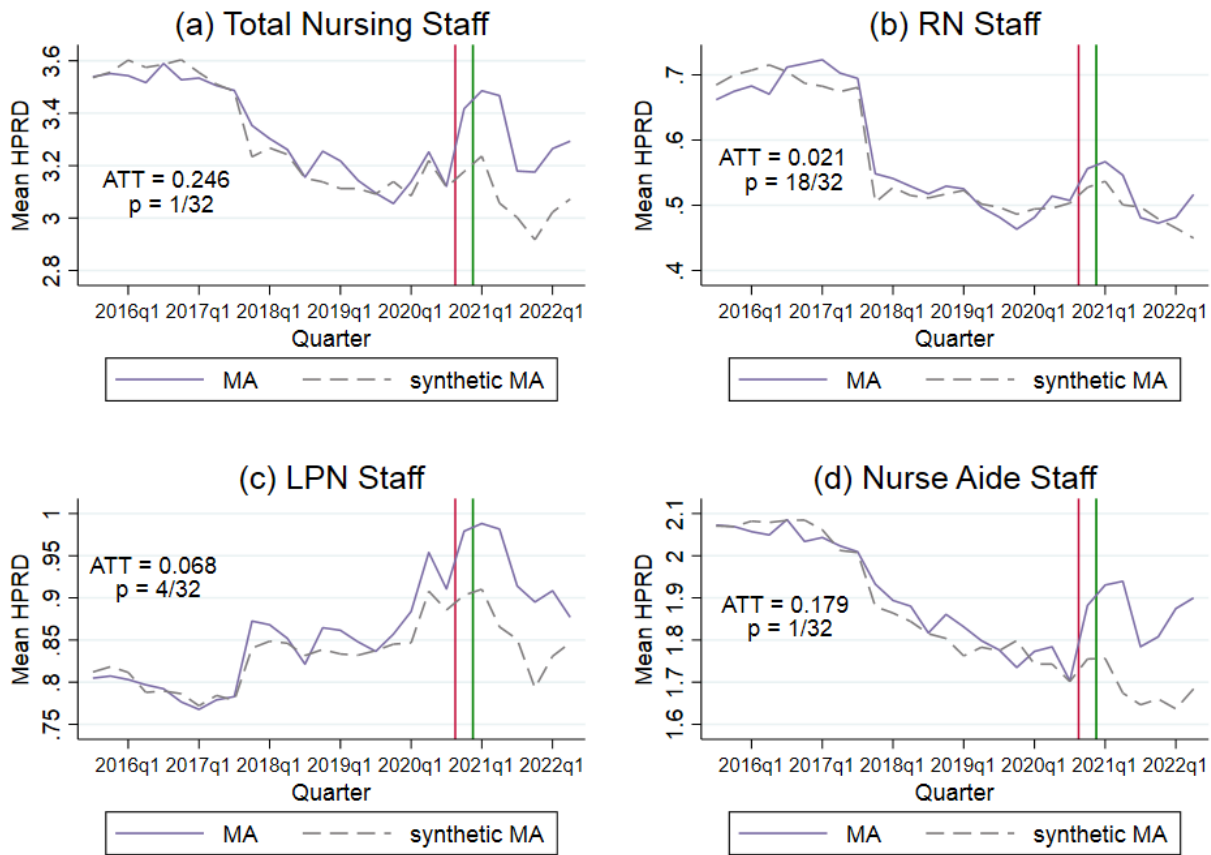 (a) Total Nursing Staff
Mean HPRD
3.6
3.4
3.2
3
2.8
ATT = 0.246
p = 1/32
2016q1 2017q1 2018q1 2019q1 2020q1 2021q1 2022q1
Quarter
MA synthetic MA
(b) RN Staff
Mean HPRD
.7
.6
.5
.4
ATT = 0.021
p = 18/32
2016q1 2017q1 2018q1 2019q1 2020q1 2021q1 2022q1
Quarter
MA synthetic MA
(c) LPN Staff
Mean HPRD
1
.95
.9
.85
.8
.75
ATT = 0.068
p = 4/32
2016q1 2017q1 2018q1 2019q1 2020q1 2021q1 2022q1
Quarter
MA synthetic MA
(d) Nurse Aide Staff
Mean HPRD
2.1
2.0
1.9
1.8
1.7
1.6
ATT = 0.179
p = 1/32
2016q1 2017q1 2018q1 2019q1 2020q1 2021q1 2022q1
Quarter
MA synthetic MA